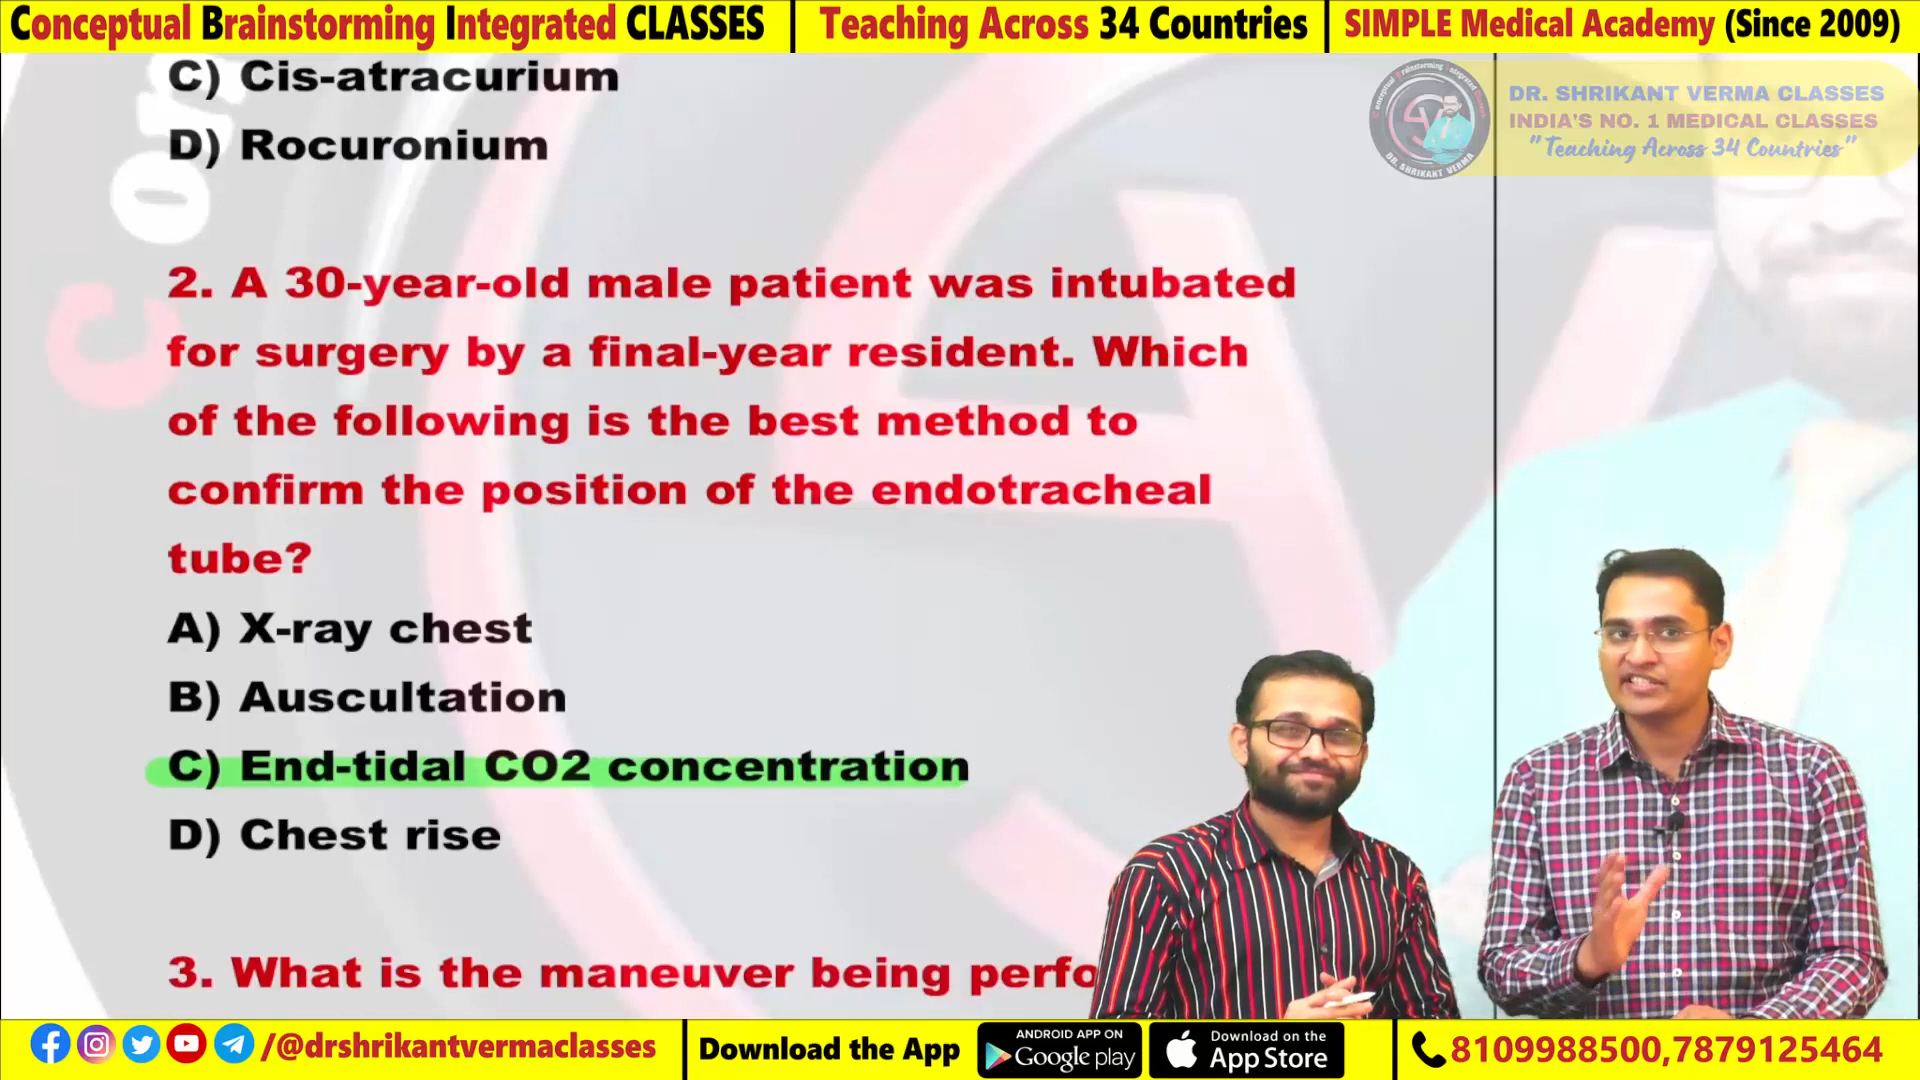 Conceptual Brainstorming Integrated CLASSES
Teaching Across 34 Countries
SIMPLE Medical Academy (Since 2009)
DR. SHRIKANT VERMA CLASSES
INDIA'S NO. 1 MEDICAL CLASSES
"Teaching Across 34 Countries"
DR. SHRIKANT VERMA
C) Cis-atracurium
D) Rocuronium
2. A 30-year-old male patient was intubated
for surgery by a final-year resident. Which
of the following is the best method to
confirm the position of the endotracheal
tube?
A) X-ray chest
B) Auscultation
C) End-tidal CO2 concentration
D) Chest rise
3. What is the maneuver being perfo
/@drshrikantvermaclasses
Download the App
ANDROID APP ON
Google play
Download on the
App Store
8109988500,7879125464